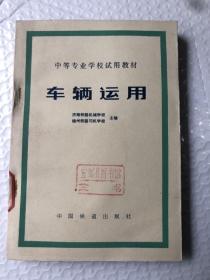 中等专业学校试用教材
车辆运用
济南铁路机械学校
锦州铁路司机学校
主编
中国铁道出版社